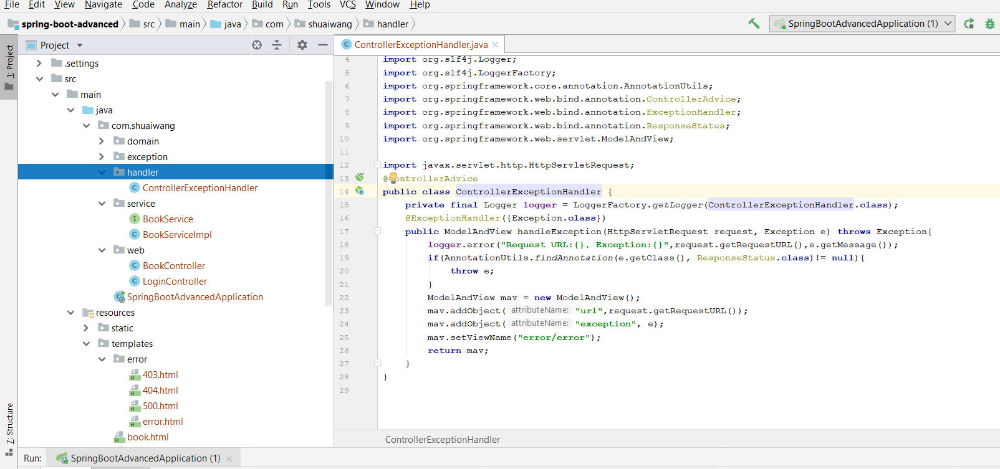 File Edit View Navigate Code Analyze Refactor Build Run Tools VCS Window Help
spring-boot-advanced src main java com shuaiwang handler SpringBootAdvancedApplication (1)
1: Project
7: Structure
Project
.settings
src
main
java
com.shuaiwang
domain
exception
handler
ControllerExceptionHandler
service
BookService
BookServiceImpl
web
BookController
LoginController
SpringBootAdvancedApplication
resources
static
templates
error
403.html
404.html
500.html
error.html
book.html
ControllerExceptionHandler.java
4 import org.slf4j.Logger;
5 import org.slf4j.LoggerFactory;
6 import org.springframework.core.annotation.AnnotationUtils;
7 import org.springframework.web.bind.annotation.ControllerAdvice;
8 import org.springframework.web.bind.annotation.ExceptionHandler;
9 import org.springframework.web.bind.annotation.ResponseStatus;
10 import org.springframework.web.servlet.ModelAndView;
11
12 import javax.servlet.http.HttpServletRequest;
13 @ControllerAdvice
14 public class ControllerExceptionHandler {
15 private final Logger logger = LoggerFactory.getLogger(ControllerExceptionHandler.class);
16 @ExceptionHandler({Exception.class})
17 public ModelAndView handleException(HttpServletRequest request, Exception e) throws Exception{
18 logger.error("Request URL:{}, Exception:{}",request.getRequestURL(),e.getMessage());
19 if(AnnotationUtils.findAnnotation(e.getClass(), ResponseStatus.class)!= null){
20 throw e;
21 }
22 ModelAndView mav = new ModelAndView();
23 mav.addObject( attributeName: "url",request.getRequestURL());
24 mav.addObject( attributeName: "exception", e);
25 mav.setViewName("error/error");
26 return mav;
27 }
28 }
29
ControllerExceptionHandler
Run: SpringBootAdvancedApplication (1)